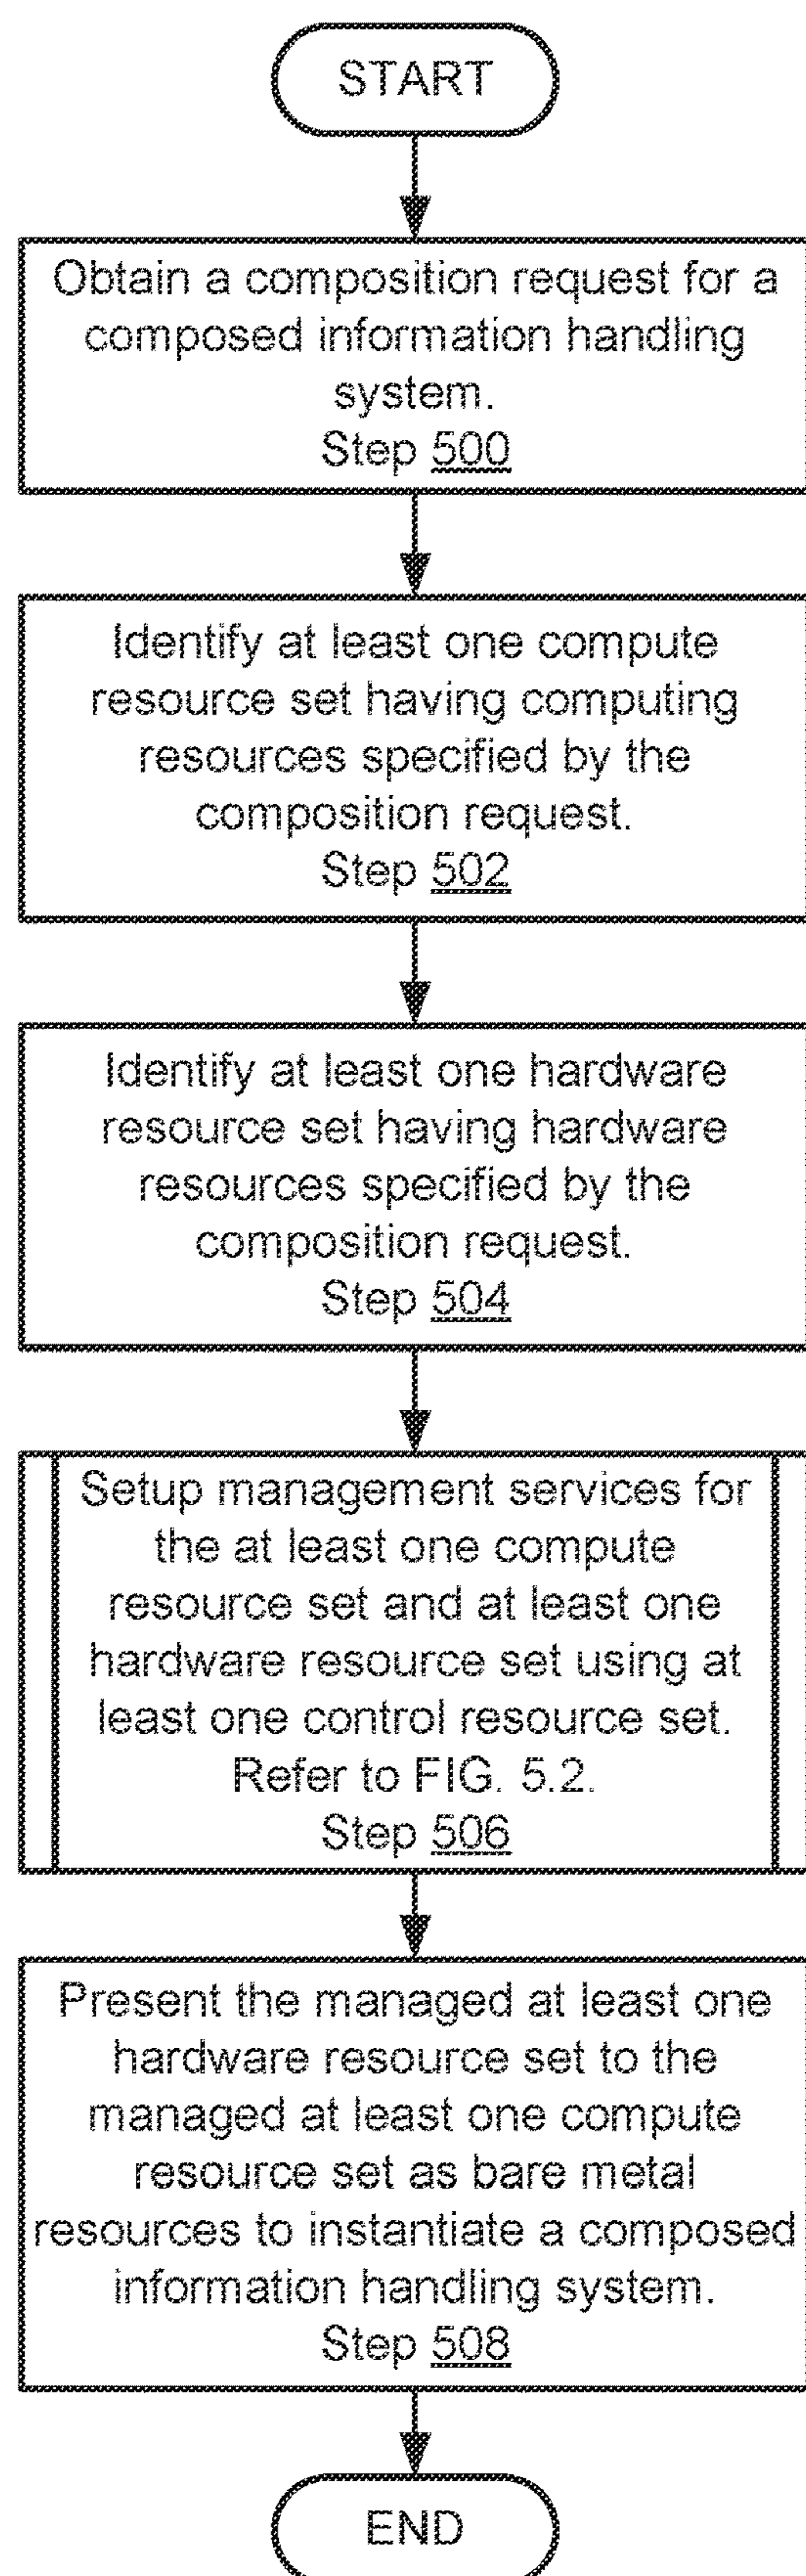 START
Obtain a composition request for a
composed information handling
system.
Step 500
Identify at least one compute
resource set having computing
resources specified by the
composition request.
Step 502
Identify at least one hardware
resource set having hardware
resources specified by the
composition request.
Step 504
Setup management services for
the at least one compute
resource set and at least one
hardware resource set using at
least one control resource set.
Refer to FIG. 5.2.
Step 506
Present the managed at least one
hardware resource set to the
managed at least one compute
resource set as bare metal
resources to instantiate a composed
information handling system.
Step 508
END